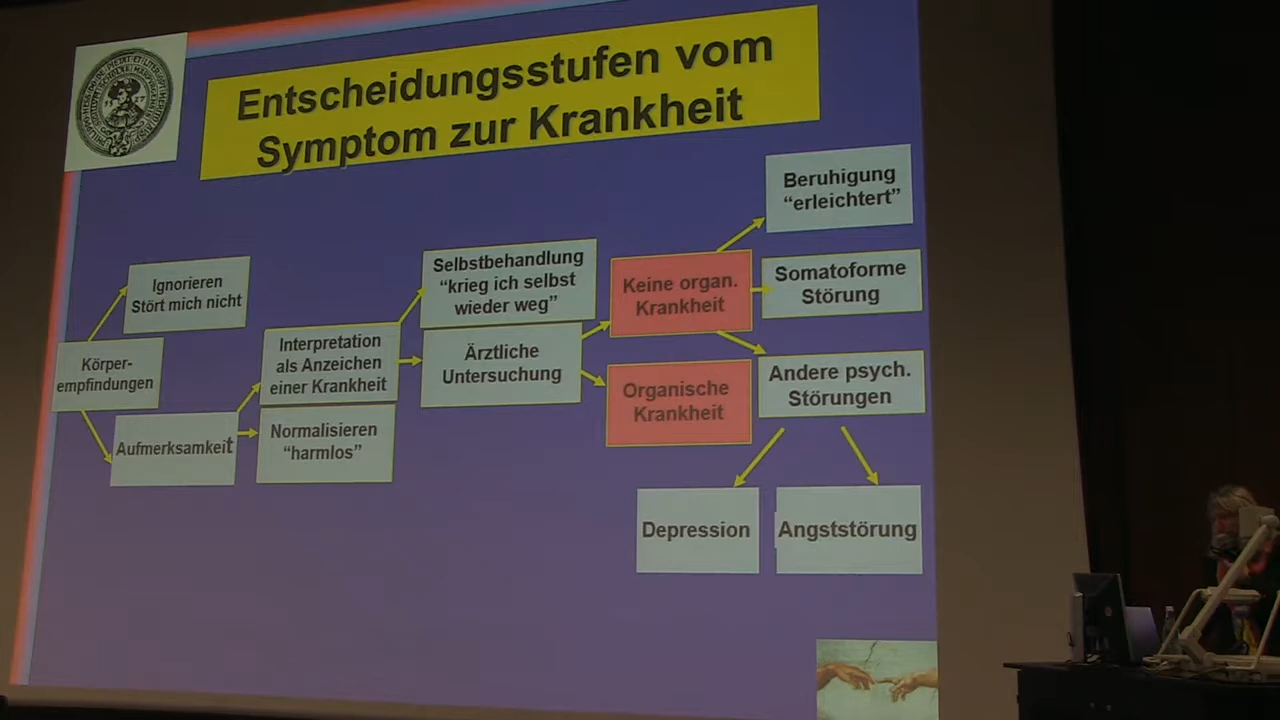 Entscheidungsstufen vom
Symptom zur Krankheit
Beruhigung
“erleichtert”
Ignorieren
Stört mich nicht
Selbstbehandlung
“krieg ich selbst
wieder weg”
Keine organ.
Krankheit
Somatoforme
Störung
Körper-
empfindungen
Interpretation
als Anzeichen
einer Krankheit
Ärztliche
Untersuchung
Organische
Krankheit
Andere psych.
Störungen
Aufmerksamkeit
Normalisieren
“harmlos”
Depression
Angststörung